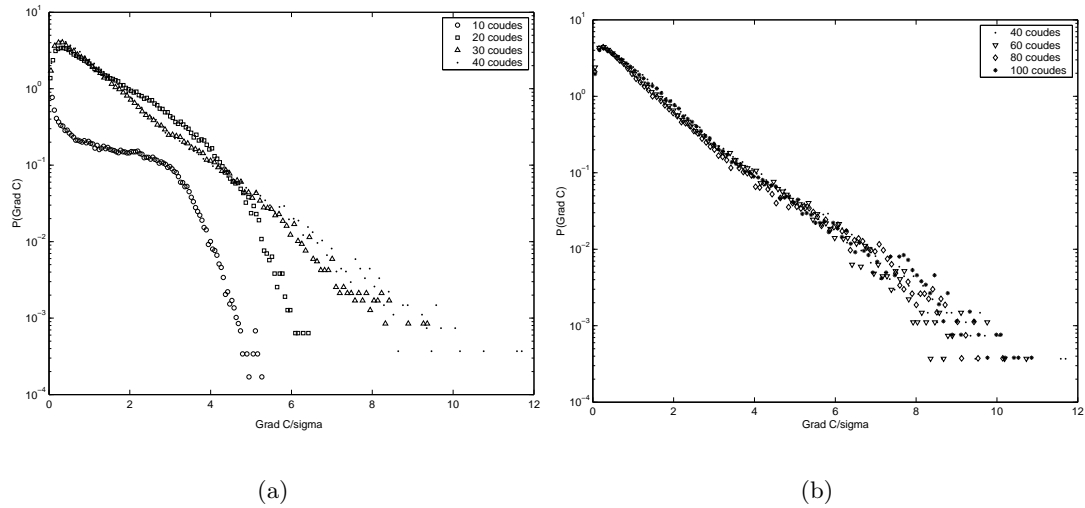 10^1
10^0
10^-1
10^-2
10^-3
10^-4
P(Grad C)
0 2 4 6 8 10 12
Grad C/sigma
10 coudes
20 coudes
30 coudes
40 coudes
(a)
10^1
10^0
10^-1
10^-2
10^-3
10^-4
P(Grad C)
0 2 4 6 8 10 12
Grad C/sigma
40 coudes
60 coudes
80 coudes
100 coudes
(b)